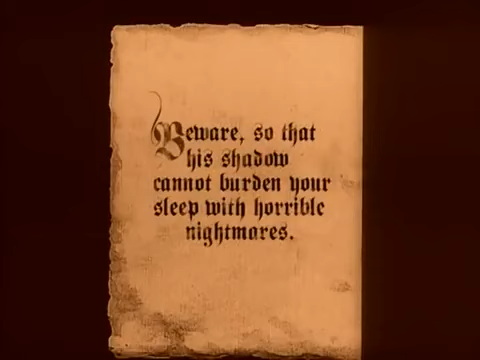 Beware, so that
his shadow
cannot burden your
sleep with horrible
nightmares.